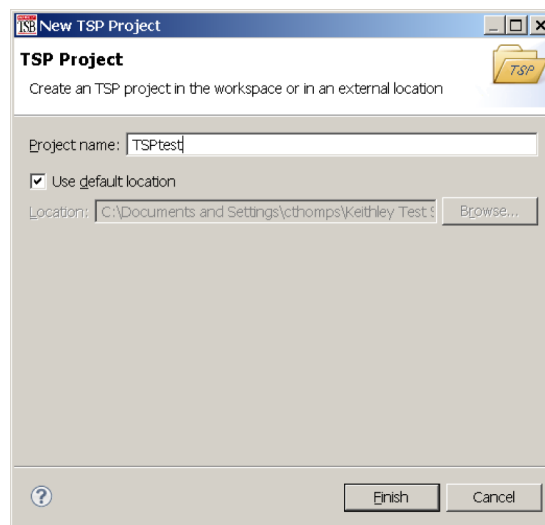 TSB New TSP Project
TSP Project
Create an TSP project in the workspace or in an external location
TSP
Project name: TSPtest
Use default location
Location: C:\Documents and Settings\cthomps\Keithley Test S Browse...
? Finish Cancel